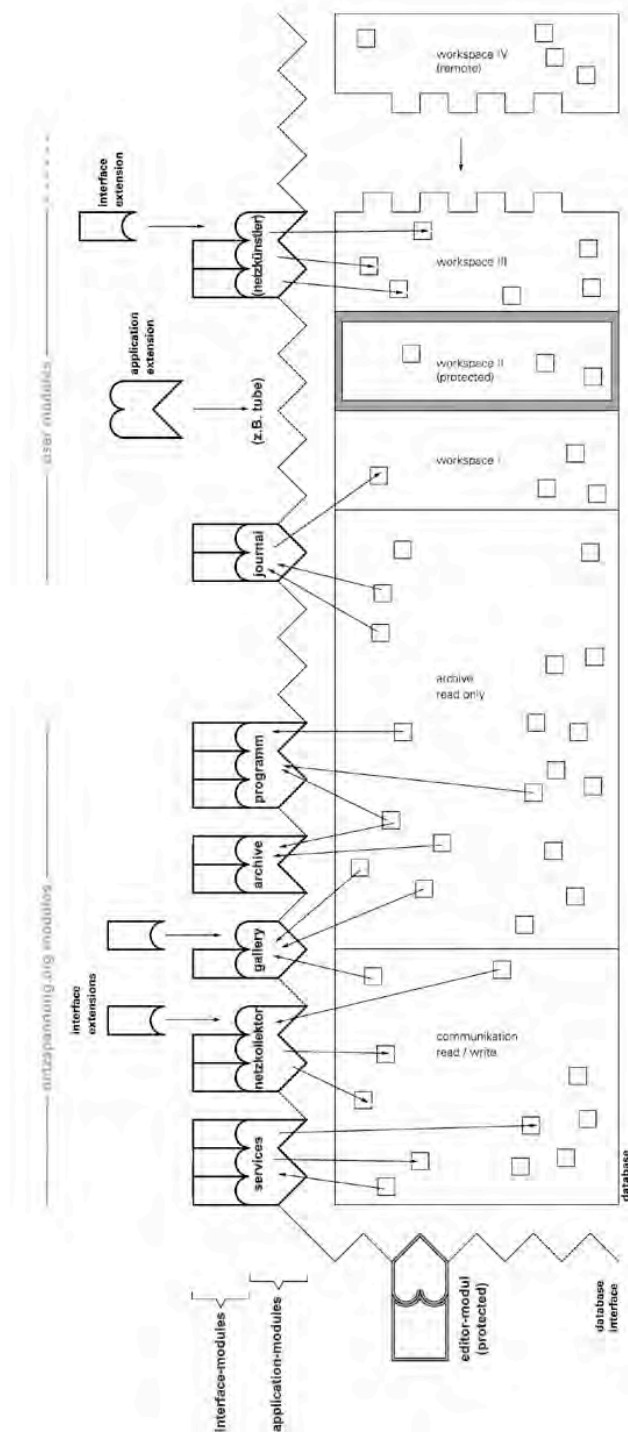 workspace IV
(remote)
user modules
interface
extension
(netzkünstler)
workspace III
application
extension
(z.B. tube)
workspace II
(protected)
workspace I
journal
archive
read only
netzspannung.org modules
programm
archive
gallery
interface
extensions
netzkollektor
communikation
read / write
services
database
interface-modules
application-modules
editor-modul
(protected)
database
interface